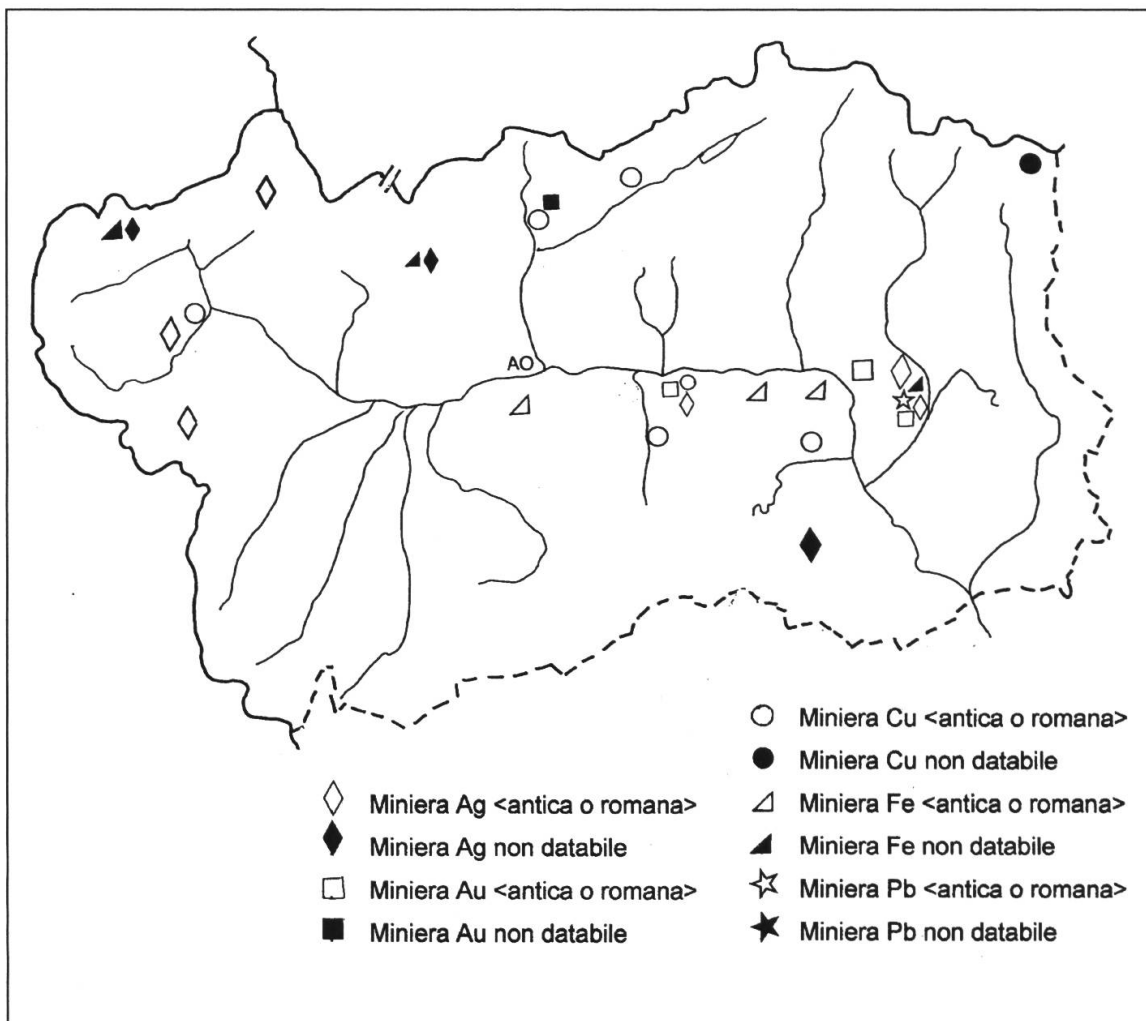 AO
Miniera Ag <antica o romana>
Miniera Ag non databile
Miniera Au <antica o romana>
Miniera Au non databile
Miniera Cu <antica o romana>
Miniera Cu non databile
Miniera Fe <antica o romana>
Miniera Fe non databile
Miniera Pb <antica o romana>
Miniera Pb non databile